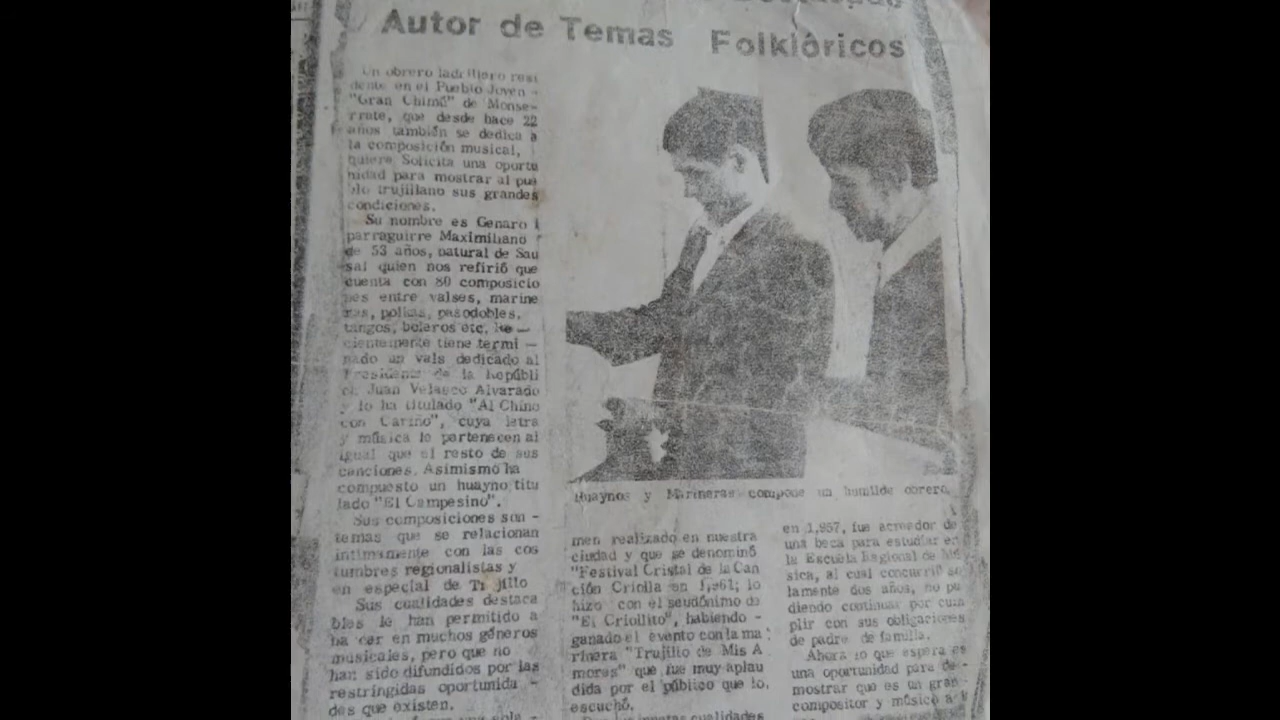 Autor de Temas Folklôricos
Un obrero ladrillero resi
dente en el Pueblo Joven -
"Gran Chimú" de Monse-
rrate, que desde hace 22
años también se dedica a
la composición musical,
quiere Solicita una oportu
nidad para mostrar al pue
blo trujillano sus grandes
condiciones.
Su nombre es Genaro I
parraguirre Maximiliano
de 53 años, natural de Sau
sal quien nos refirió que
cuenta con 80 composicio
nes entre valses, marine
ras, polkas, pasodobles,
tangos, boleros etc. Re—
cientemente tiene termi -
nado un vals dedicado al
Presidente de la Repúbli
ca Juan Velasco Alvarado
y lo ha titulado "Al Chino
con Cariño", cuya letra
y música le pertenecen al
igual que el resto de sus
canciones. Asimismo ha
compuesto un huayno titu
lado "El Campesino".
Sus composiciones son -
temas que se relacionan
intimamente con las cos
tumbres regionalistas y
en especial de Trujillo
Sus cualidades destaca
bles le han permitido a
ha cer en muchos géneros
musicales, pero que no
han sido difundidos por las
restringidas oportunida -
des que existen.
Huaynos y Marineras compone un humilde obrero.
men realizado en nuestra
ciudad y que se denominó
"Festival Cristal de la Can
ción Criolla en 1,961; lo
hizo con el seudónimo de
"El Criollito", habiendo -
ganado el evento con la ma
rinera "Trujillo de Mis A
mores" que fue muy aplau
dida por el público que lo,
escuchó.
cualidades
en 1,957, fue acreedor de
una beca para estudiar en
la Escuela Regional de Mú
sica, al cual concurrió so
lamente dos años, no pu
diendo continuar por cum
plir con sus obligaciones
de padre de familia.
Ahora lo que espera es
una oportunidad para de-
mostrar que es un gran
compositor y músico a